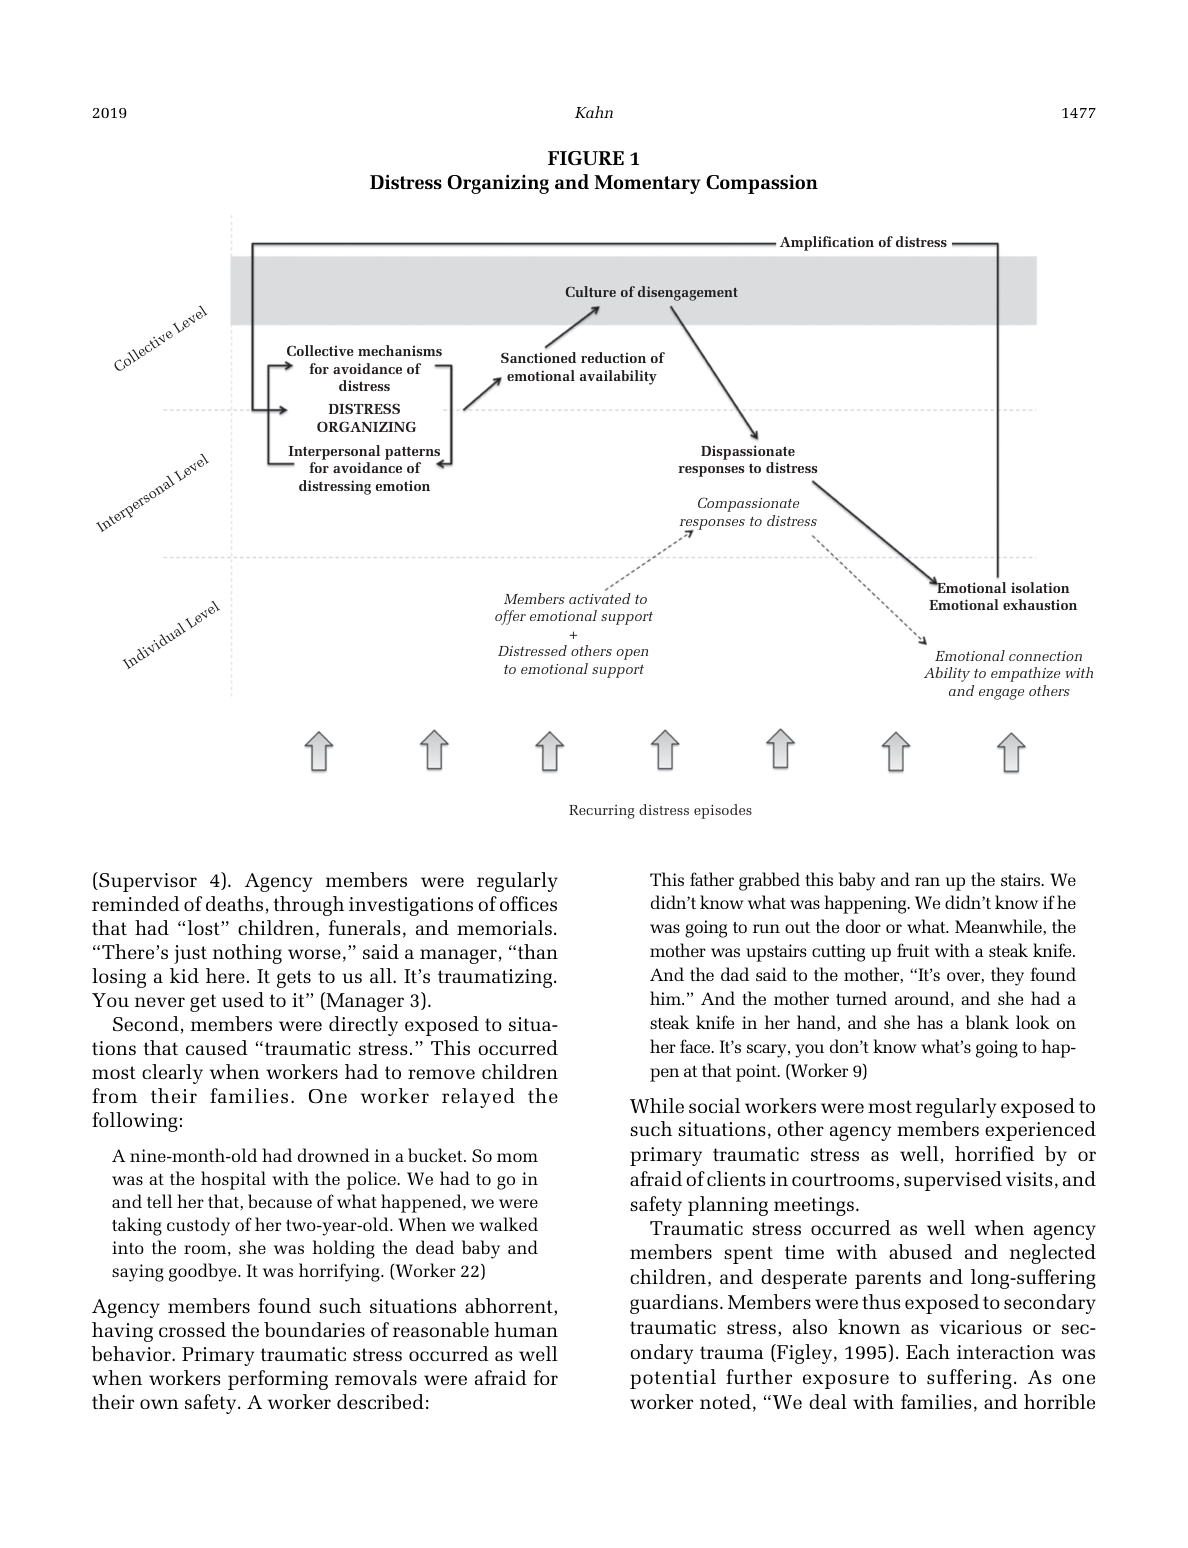 2019 Kahn 1477
FIGURE 1
Distress Organizing and Momentary Compassion
Amplification of distress
Culture of disengagement
Collective Level
Collective mechanisms
for avoidance of
distress
Sanctioned reduction of
emotional availability
DISTRESS
ORGANIZING
Interpersonal Level
Interpersonal patterns
for avoidance of
distressing emotion
Dispassionate
responses to distress
Compassionate
responses to distress
Individual Level
Members activated to
offer emotional support
+
Distressed others open
to emotional support
Emotional isolation
Emotional exhaustion
Emotional connection
Ability to empathize with
and engage others
Recurring distress episodes
(Supervisor 4). Agency members were regularly
reminded of deaths, through investigations of offices
that had “lost” children, funerals, and memorials.
“There’s just nothing worse,” said a manager, “than
losing a kid here. It gets to us all. It’s traumatizing.
You never get used to it” (Manager 3).
Second, members were directly exposed to situa-
tions that caused “traumatic stress.” This occurred
most clearly when workers had to remove children
from their families. One worker relayed the
following:
A nine-month-old had drowned in a bucket. So mom
was at the hospital with the police. We had to go in
and tell her that, because of what happened, we were
taking custody of her two-year-old. When we walked
into the room, she was holding the dead baby and
saying goodbye. It was horrifying. (Worker 22)
Agency members found such situations abhorrent,
having crossed the boundaries of reasonable human
behavior. Primary traumatic stress occurred as well
when workers performing removals were afraid for
their own safety. A worker described:
This father grabbed this baby and ran up the stairs. We
didn’t know what was happening. We didn’t know if he
was going to run out the door or what. Meanwhile, the
mother was upstairs cutting up fruit with a steak knife.
And the dad said to the mother, “It’s over, they found
him.” And the mother turned around, and she had a
steak knife in her hand, and she has a blank look on
her face. It’s scary, you don’t know what’s going to hap-
pen at that point. (Worker 9)
While social workers were most regularly exposed to
such situations, other agency members experienced
primary traumatic stress as well, horrified by or
afraid of clients in courtrooms, supervised visits, and
safety planning meetings.
Traumatic stress occurred as well when agency
members spent time with abused and neglected
children, and desperate parents and long-suffering
guardians. Members were thus exposed to secondary
traumatic stress, also known as vicarious or sec-
ondary trauma (Figley, 1995). Each interaction was
potential further exposure to suffering. As one
worker noted, “We deal with families, and horrible